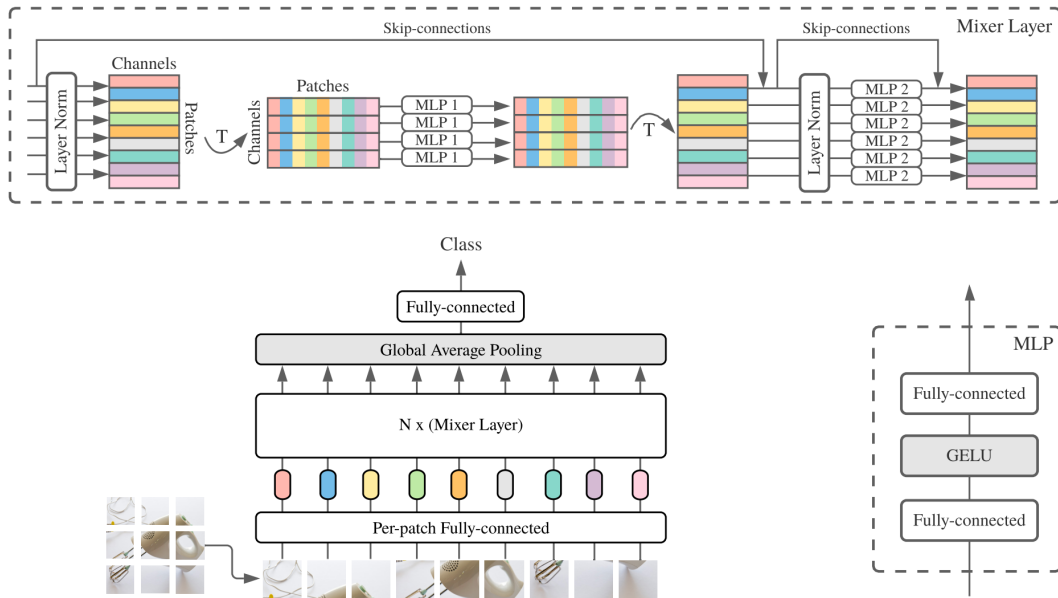 Skip-connections
Skip-connections
Mixer Layer
Channels
Layer Norm
Patches
T
Channels
Patches
MLP 1
MLP 1
MLP 1
MLP 1
T
Layer Norm
MLP 2
MLP 2
MLP 2
MLP 2
MLP 2
MLP 2
Class
Fully-connected
Global Average Pooling
N x (Mixer Layer)
Per-patch Fully-connected
MLP
Fully-connected
GELU
Fully-connected